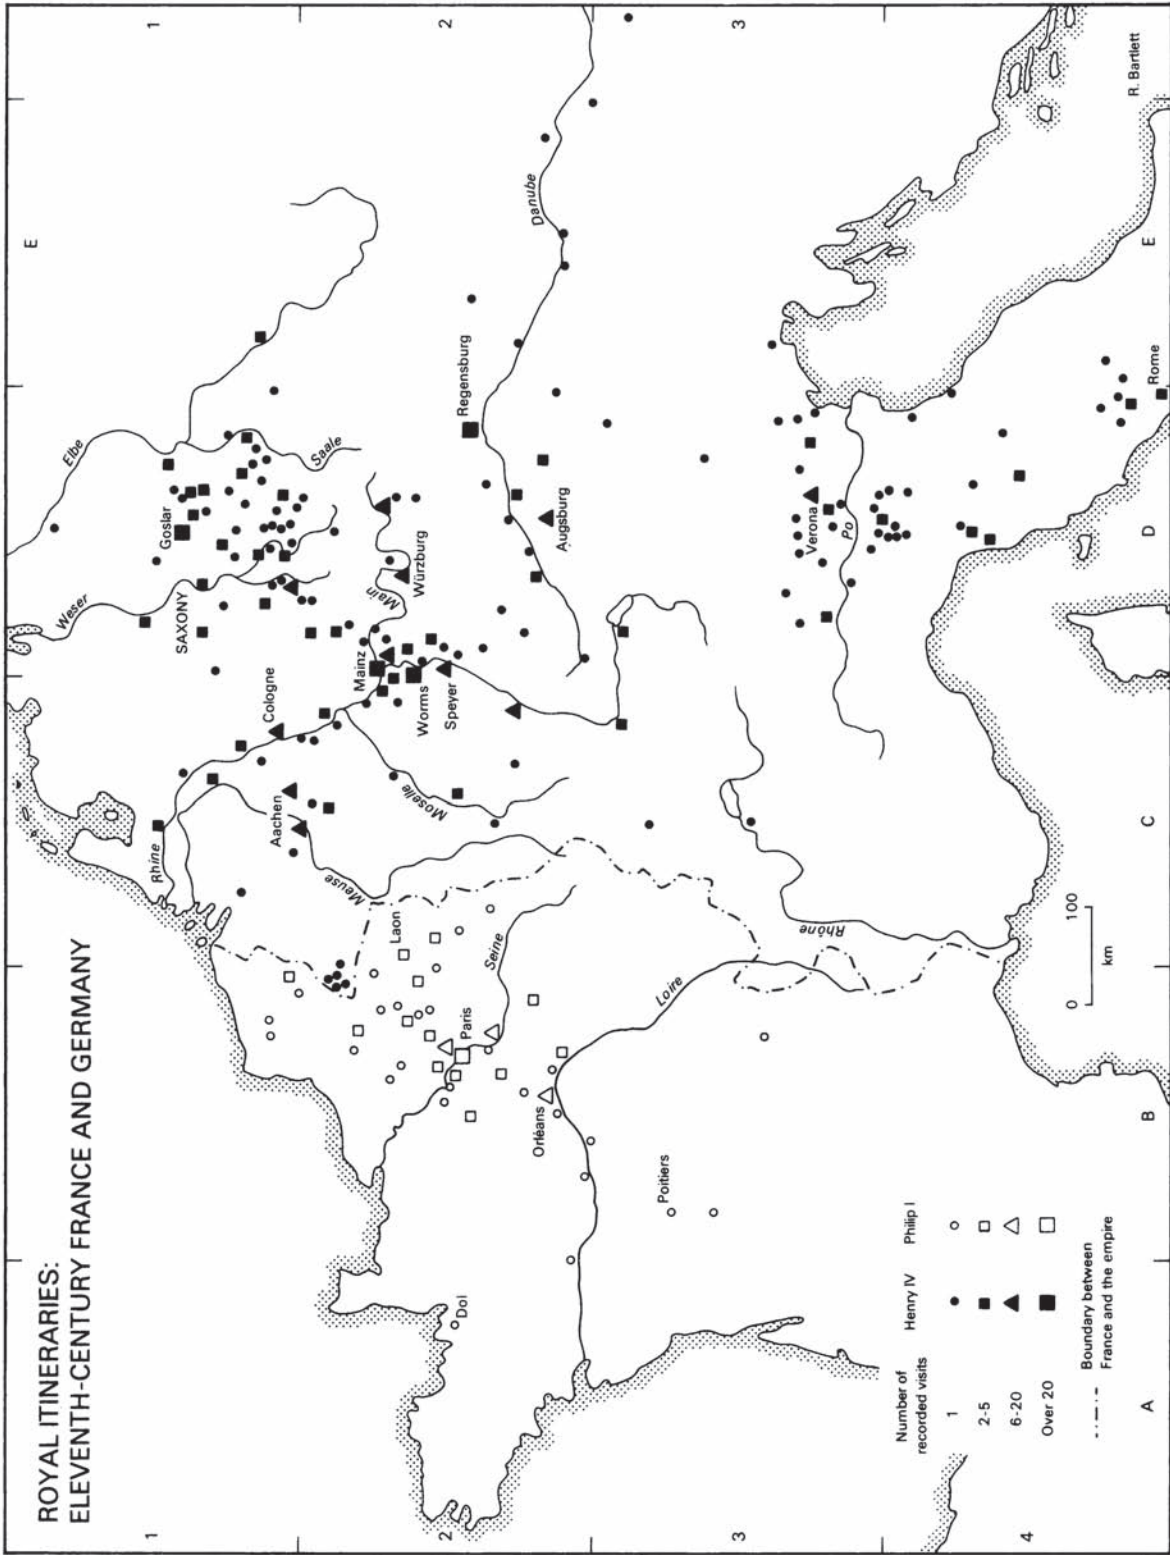 ROYAL ITINERARIES:
ELEVENTH-CENTURY FRANCE AND GERMANY
E
1
1
Elbe
Weser
Goslar
Saale
SAXONY
Cologne
Rhine
Aachen
Meuse
Main
Würzburg
Mainz
Worms
Speyer
Moselle
Laon
Seine
Paris
Dol
2
2
Regensburg
Danube
Augsburg
Orléans
Loire
Poitiers
3
3
Verona
Po
Rhône
Rome
4
Number of
recorded visits
Henry IV
Philip I
1
2-5
6-20
Over 20
Boundary between
France and the empire
0
100
km
A
B
C
D
E
R. Bartlett